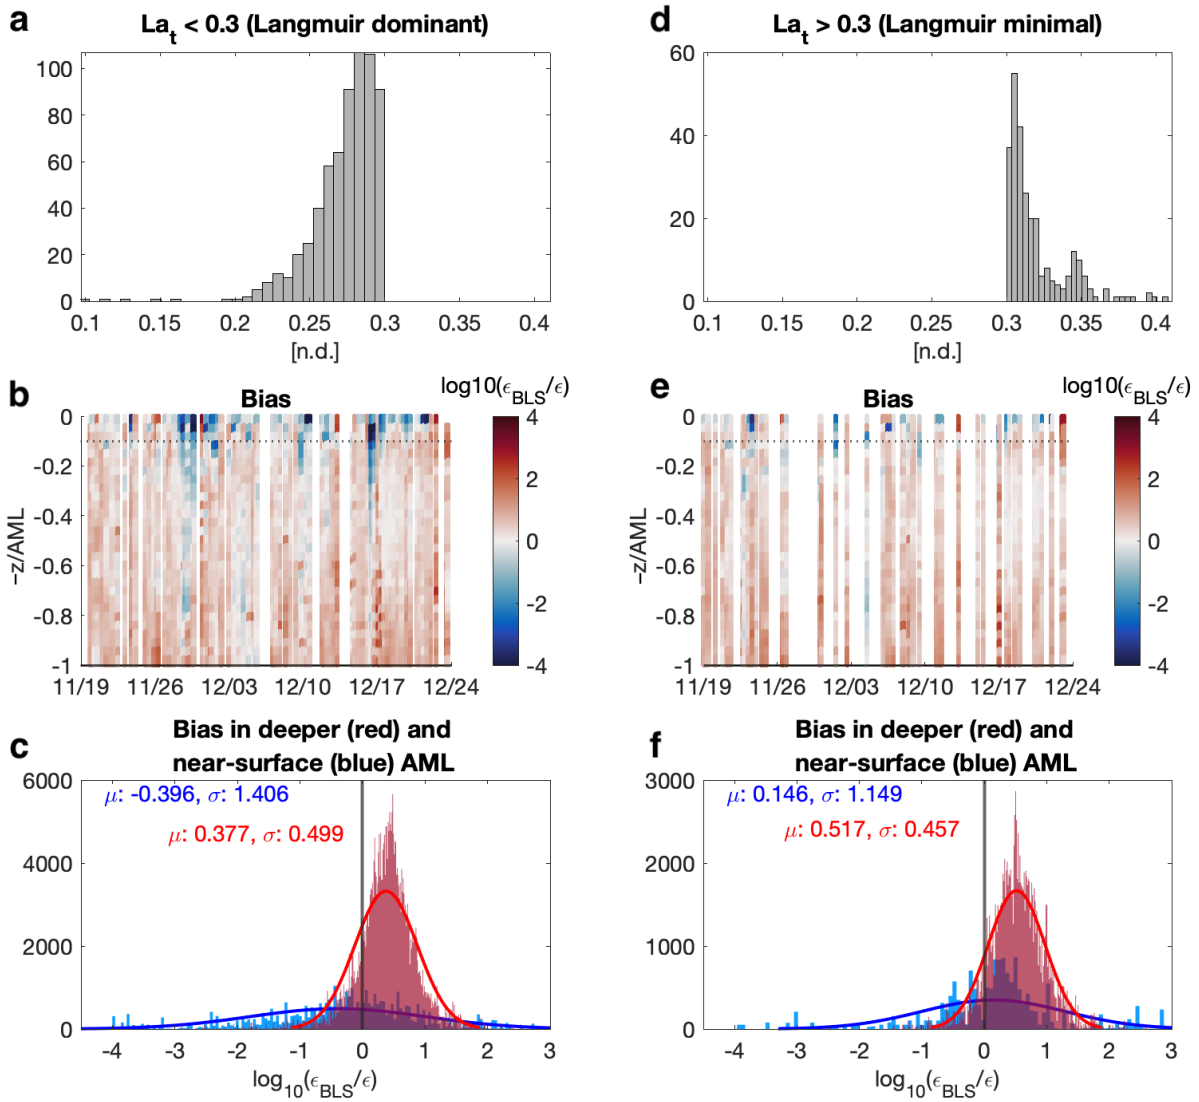 a
La_t < 0.3 (Langmuir dominant)
100
80
60
40
20
0
0.1 0.15 0.2 0.25 0.3 0.35 0.4
[n.d.]
d
La_t > 0.3 (Langmuir minimal)
60
40
20
0
0.1 0.15 0.2 0.25 0.3 0.35 0.4
[n.d.]
b
Bias
log10(ϵ_BLS/ϵ)
0
-0.2
-0.4
-0.6
-0.8
-1
−z/AML
11/19 11/26 12/03 12/10 12/17 12/24
4
2
0
-2
-4
e
Bias
log10(ϵ_BLS/ϵ)
0
-0.2
-0.4
-0.6
-0.8
-1
−z/AML
11/19 11/26 12/03 12/10 12/17 12/24
4
2
0
-2
-4
c
Bias in deeper (red) and
near-surface (blue) AML
μ: -0.396, σ: 1.406
μ: 0.377, σ: 0.499
6000
4000
2000
0
-4 -3 -2 -1 0 1 2 3
log_10(ϵ_BLS/ϵ)
f
Bias in deeper (red) and
near-surface (blue) AML
μ: 0.146, σ: 1.149
μ: 0.517, σ: 0.457
3000
2000
1000
0
-4 -3 -2 -1 0 1 2 3
log_10(ϵ_BLS/ϵ)